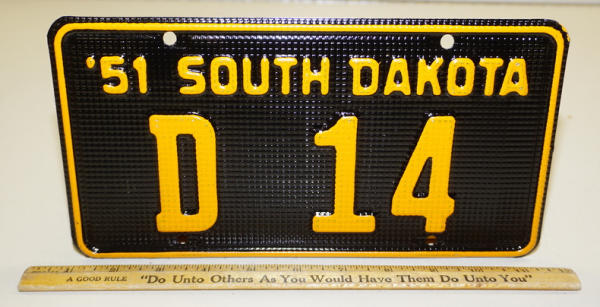 '51 SOUTH DAKOTA
D 14
A GOOD RULE "Do Unto Others As You Would Have Them Do Unto You"